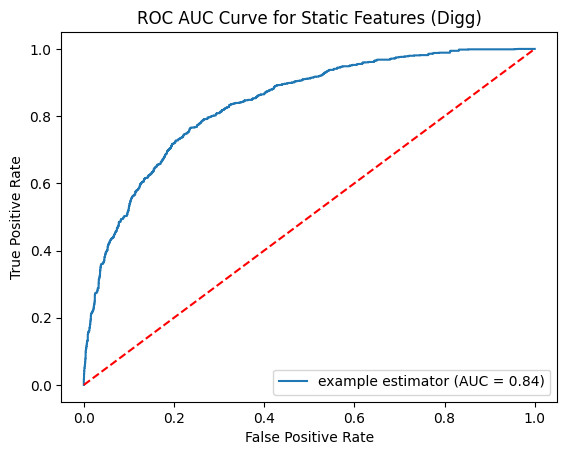 ROC AUC Curve for Static Features (Digg)
1.0
0.8
0.6
0.4
0.2
0.0
True Positive Rate
example estimator (AUC = 0.84)
0.0 0.2 0.4 0.6 0.8 1.0
False Positive Rate